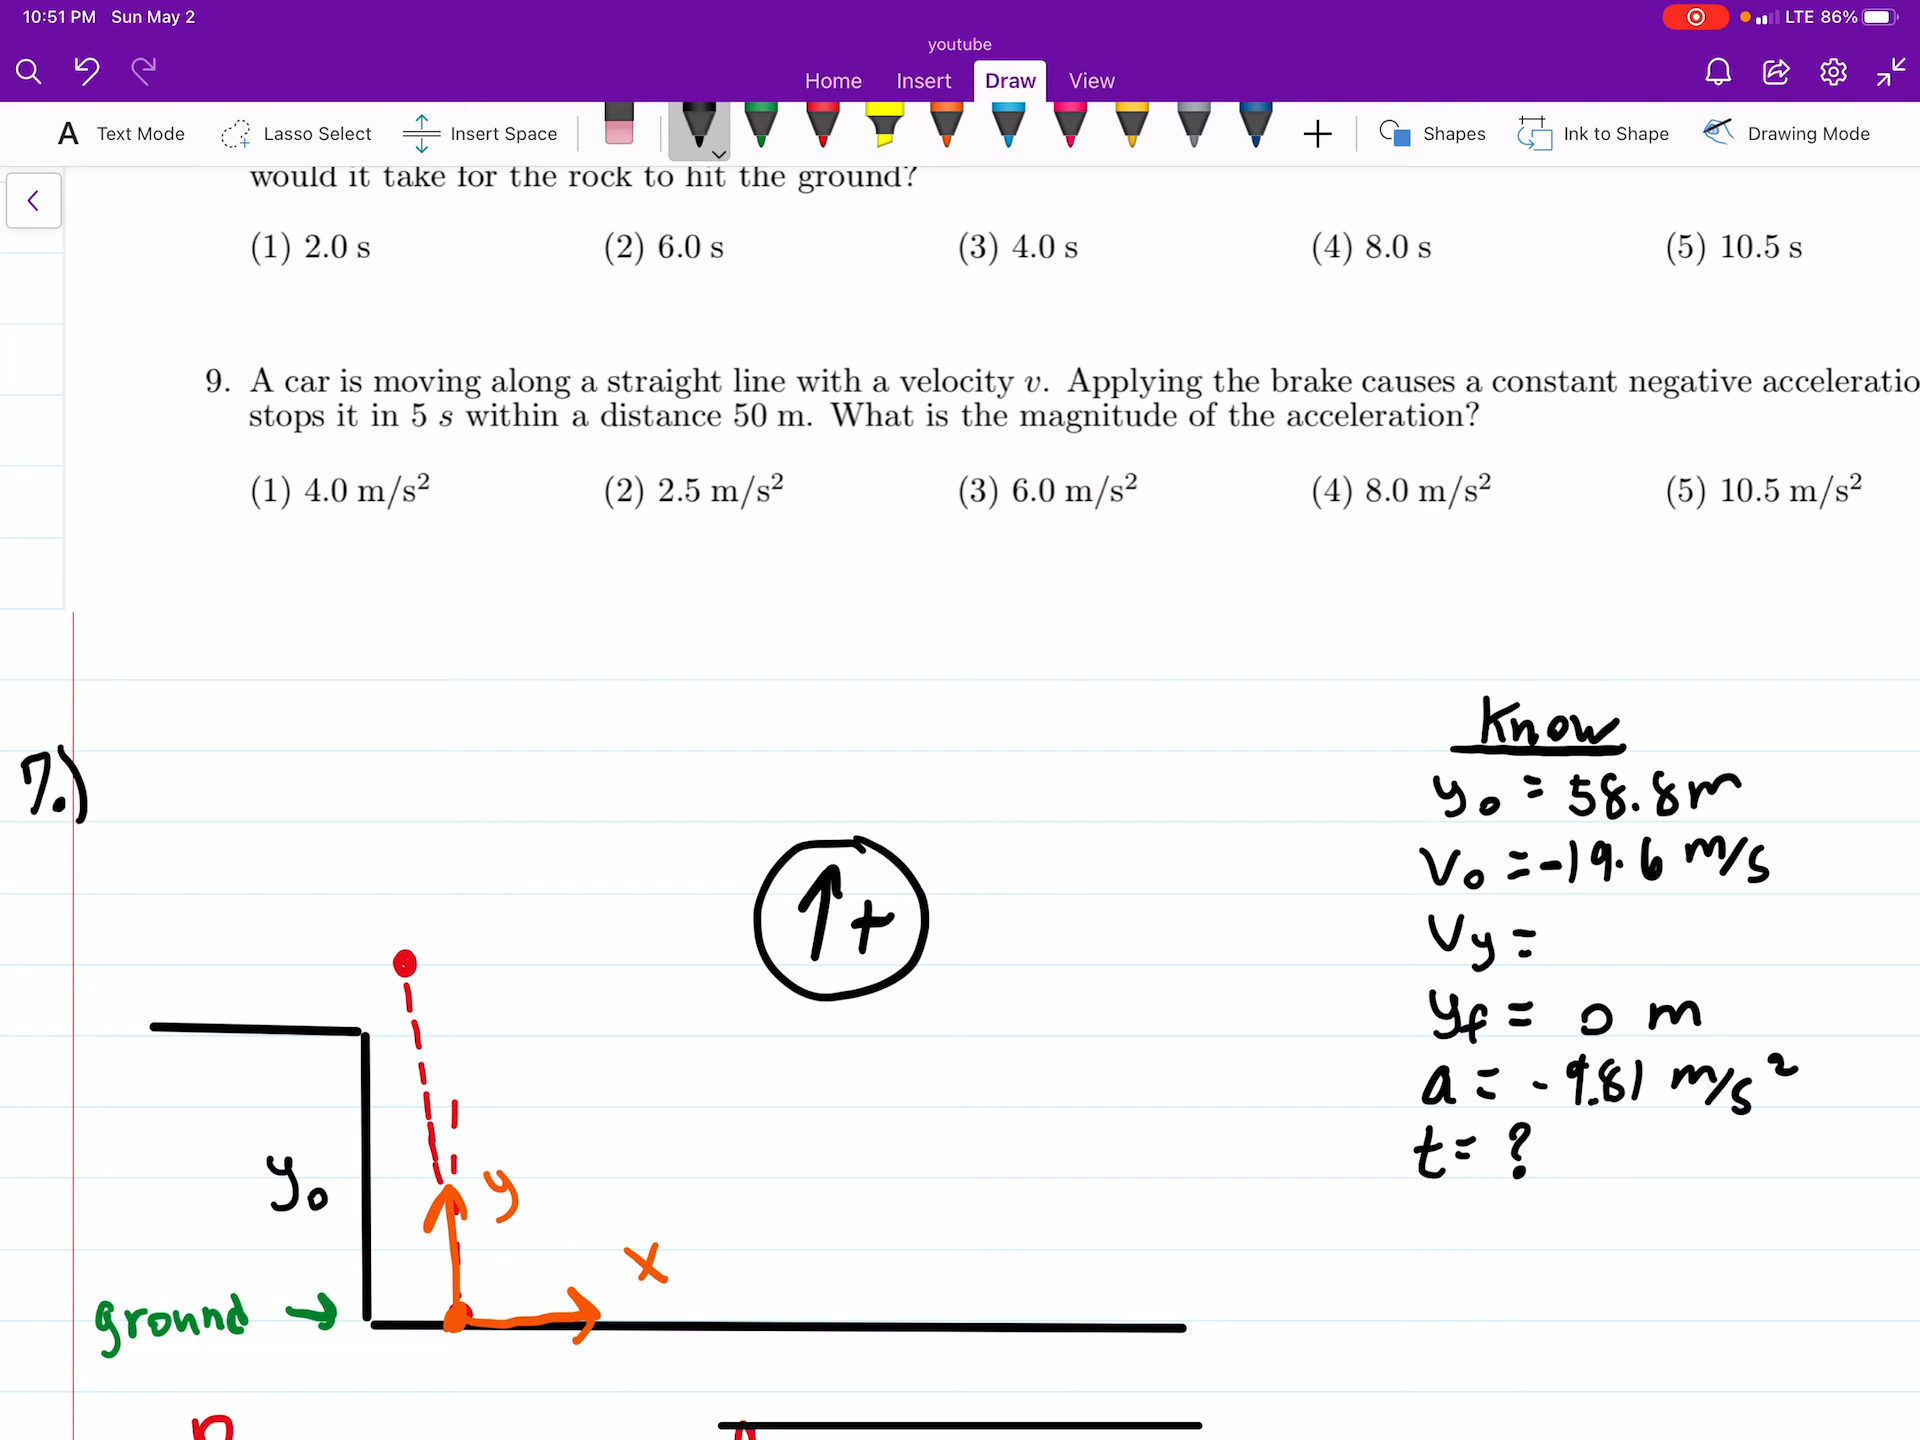 10:51 PM Sun May 2
LTE 86%
youtube
Home Insert Draw View
A Text Mode Lasso Select Insert Space Shapes Ink to Shape Drawing Mode
would it take for the rock to hit the ground?
(1) 2.0 s (2) 6.0 s (3) 4.0 s (4) 8.0 s (5) 10.5 s
9. A car is moving along a straight line with a velocity v. Applying the brake causes a constant negative acceleratio
stops it in 5 s within a distance 50 m. What is the magnitude of the acceleration?
(1) 4.0 m/s² (2) 2.5 m/s² (3) 6.0 m/s² (4) 8.0 m/s² (5) 10.5 m/s²
7.)
Know
y₀ = 58.8m
V₀ = -19.6 m/s
Vy =
yf = 0 m
a = - 9.81 m/s²
t = ?
↑+
y₀
y
x
ground →